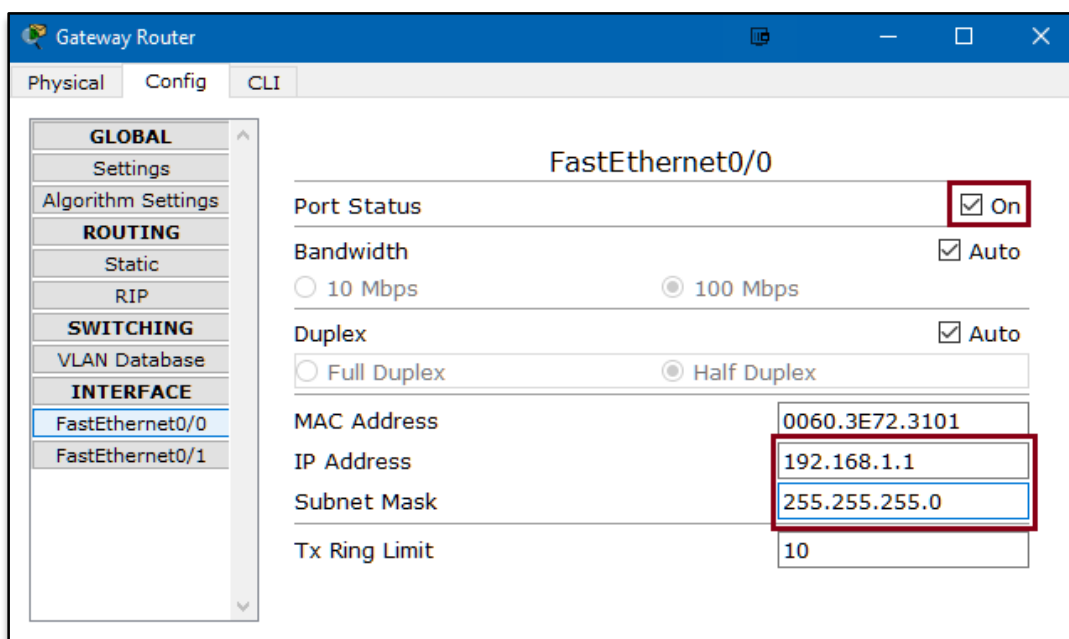 Gateway Router
Physical Config CLI
GLOBAL
Settings
Algorithm Settings
ROUTING
Static
RIP
SWITCHING
VLAN Database
INTERFACE
FastEthernet0/0
FastEthernet0/1
FastEthernet0/0
Port Status On
Bandwidth Auto
10 Mbps 100 Mbps
Duplex Auto
Full Duplex Half Duplex
MAC Address 0060.3E72.3101
IP Address 192.168.1.1
Subnet Mask 255.255.255.0
Tx Ring Limit 10